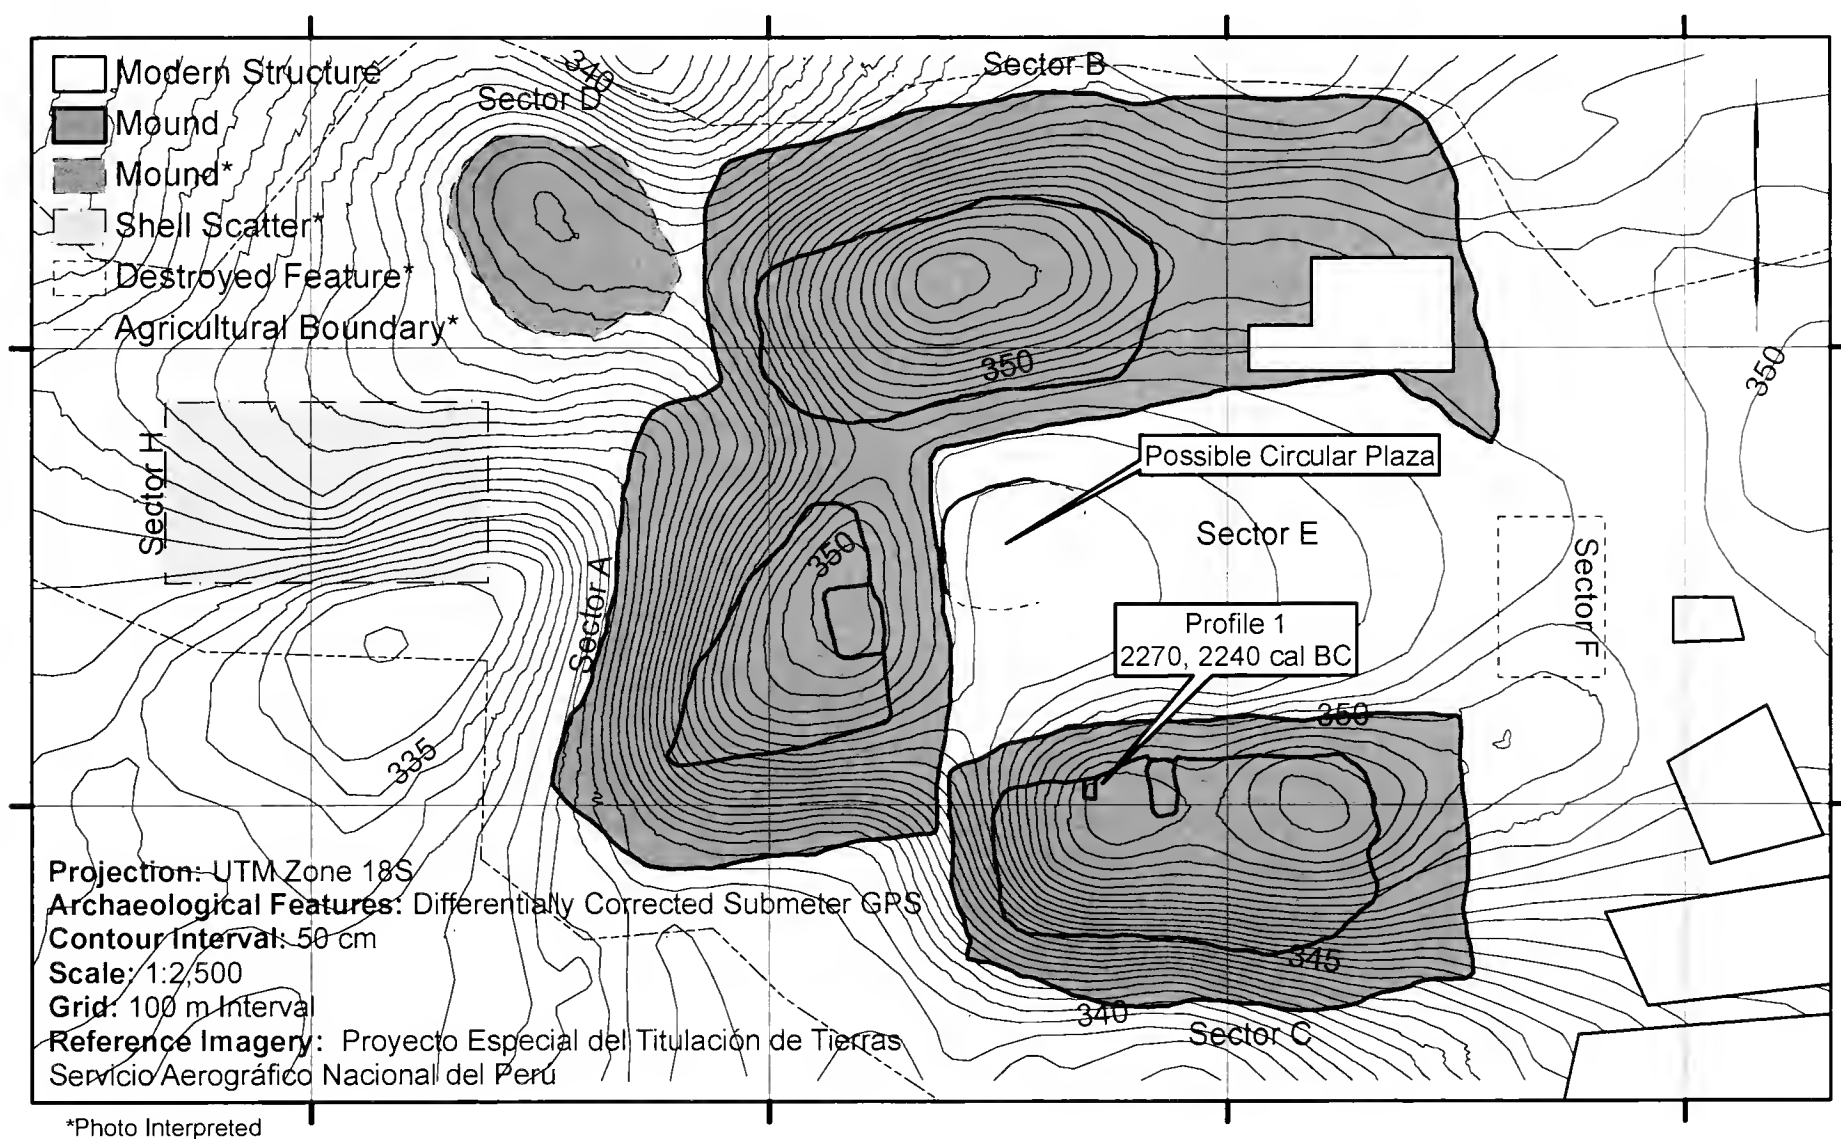 Modern Structure
Mound
Mound*
Shell Scatter*
Destroyed Feature*
Agricultural Boundary*
340
Sector D
Sector B
350
350
Possible Circular Plaza
Sector H
Sector E
350
Sector A
Sector F
Profile 1
2270, 2240 cal BC
350
335
Projection: UTM Zone 18S
Archaeological Features: Differentially Corrected Submeter GPS
Contour Interval: 50 cm
Scale: 1:2,500
Grid: 100 m Interval
Reference Imagery: Proyecto Especial del Titulación de Tierras
Servicio Aerográfico Nacional del Perú
345
340
Sector C
*Photo Interpreted